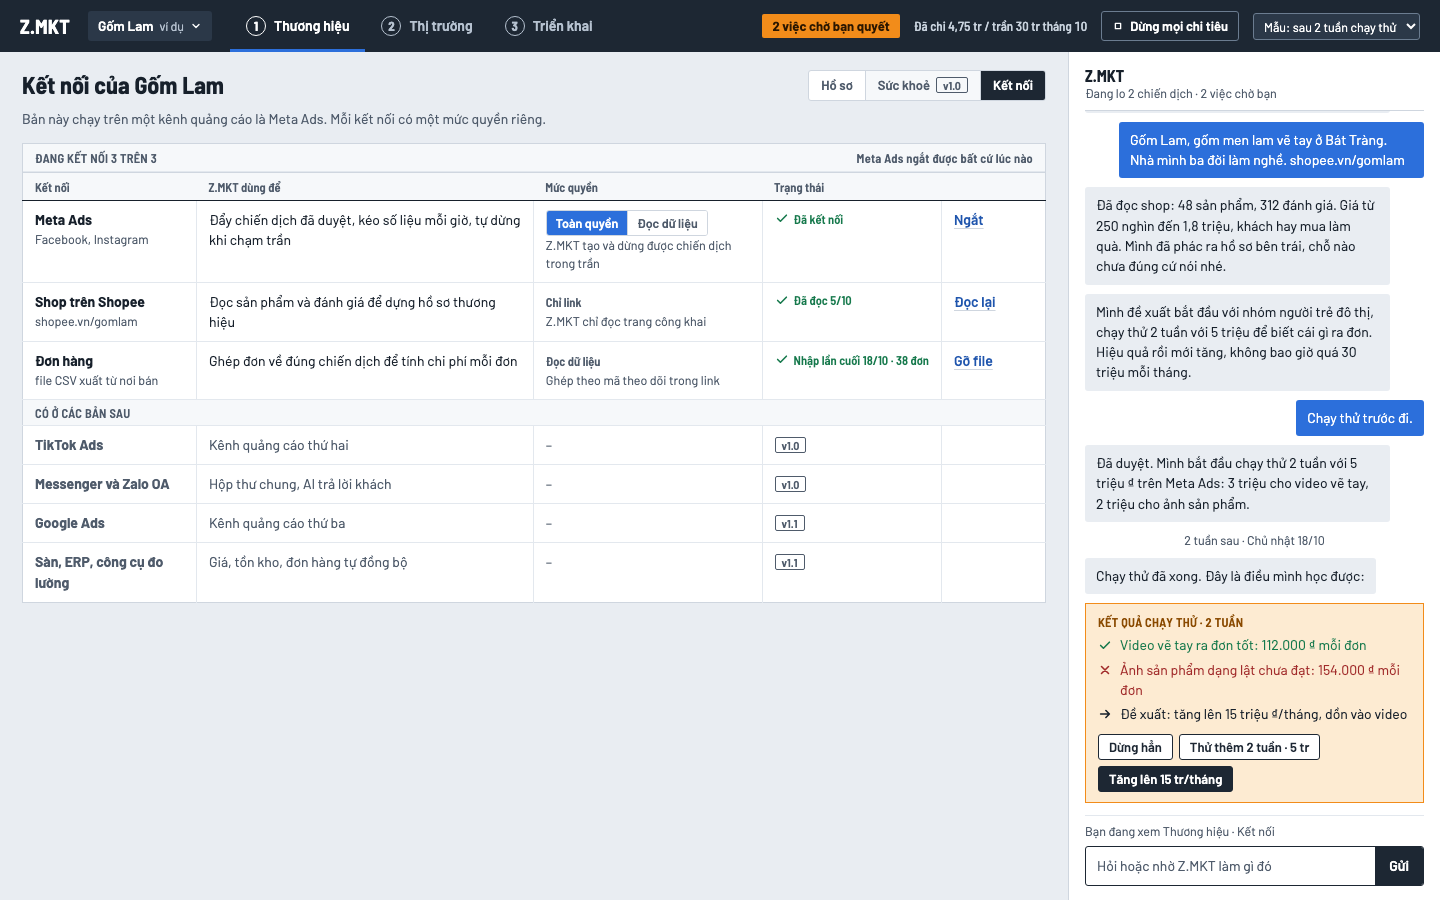 Z.MKT
Gốm Lam ví dụ
1 Thương hiệu
2 Thị trường
3 Triển khai
2 việc chờ bạn quyết
Đã chi 4,75 tr / trần 30 tr tháng 10
Dừng mọi chi tiêu
Mẫu: sau 2 tuần chạy thử
Kết nối của Gốm Lam
Hồ sơ
Sức khoẻ v1.0
Kết nối
Bản này chạy trên một kênh quảng cáo là Meta Ads. Mỗi kết nối có một mức quyền riêng.
ĐANG KẾT NỐI 3 TRÊN 3
Meta Ads ngắt được bất cứ lúc nào
Kết nối
Z.MKT dùng để
Mức quyền
Trạng thái
Meta Ads
Facebook, Instagram
Đẩy chiến dịch đã duyệt, kéo số liệu mỗi giờ, tự dừng
khi chạm trần
Toàn quyền
Đọc dữ liệu
Z.MKT tạo và dừng được chiến dịch
trong trần
Đã kết nối
Ngắt
Shop trên Shopee
shopee.vn/gomlam
Đọc sản phẩm và đánh giá để dựng hồ sơ thương
hiệu
Chỉ link
Z.MKT chỉ đọc trang công khai
Đã đọc 5/10
Đọc lại
Đơn hàng
file CSV xuất từ nơi bán
Ghép đơn về đúng chiến dịch để tính chi phí mỗi đơn
Đọc dữ liệu
Ghép theo mã theo dõi trong link
Nhập lần cuối 18/10 · 38 đơn
Gỡ file
CÓ Ở CÁC BẢN SAU
TikTok Ads
Kênh quảng cáo thứ hai
–
v1.0
Messenger và Zalo OA
Hộp thư chung, AI trả lời khách
–
v1.0
Google Ads
Kênh quảng cáo thứ ba
–
v1.1
Sàn, ERP, công cụ đo
lường
Giá, tồn kho, đơn hàng tự đồng bộ
–
v1.1
Z.MKT
Đang lo 2 chiến dịch · 2 việc chờ bạn
Gốm Lam, gốm men lam vẽ tay ở Bát Tràng.
Nhà mình ba đời làm nghề. shopee.vn/gomlam
Đã đọc shop: 48 sản phẩm, 312 đánh giá. Giá từ
250 nghìn đến 1,8 triệu, khách hay mua làm
quà. Mình đã phác ra hồ sơ bên trái, chỗ nào
chưa đúng cứ nói nhé.
Mình đề xuất bắt đầu với nhóm người trẻ đô thị,
chạy thử 2 tuần với 5 triệu để biết cái gì ra đơn.
Hiệu quả rồi mới tăng, không bao giờ quá 30
triệu mỗi tháng.
Chạy thử trước đi.
Đã duyệt. Mình bắt đầu chạy thử 2 tuần với 5
triệu ₫ trên Meta Ads: 3 triệu cho video vẽ tay,
2 triệu cho ảnh sản phẩm.
2 tuần sau · Chủ nhật 18/10
Chạy thử đã xong. Đây là điều mình học được:
KẾT QUẢ CHẠY THỬ · 2 TUẦN
Video vẽ tay ra đơn tốt: 112.000 ₫ mỗi đơn
Ảnh sản phẩm dạng lật chưa đạt: 154.000 ₫ mỗi
đơn
Đề xuất: tăng lên 15 triệu ₫/tháng, dồn vào video
Dừng hẳn
Thử thêm 2 tuần · 5 tr
Tăng lên 15 tr/tháng
Bạn đang xem Thương hiệu · Kết nối
Hỏi hoặc nhờ Z.MKT làm gì đó
Gửi